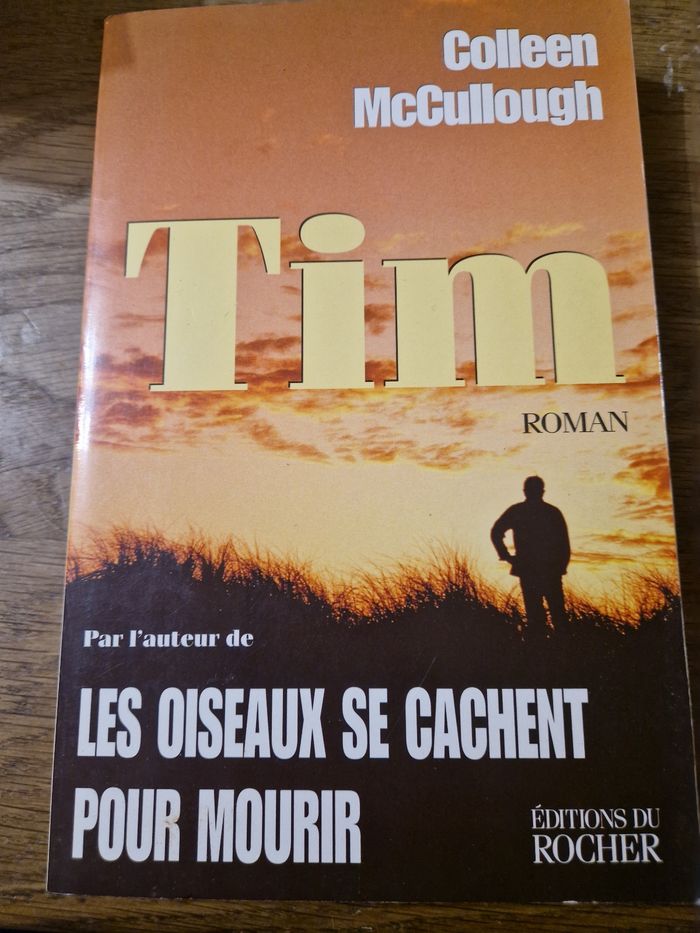 Colleen
McCullough
Tim
ROMAN
Par l'auteur de
LES OISEAUX SE CACHENT
POUR MOURIR
ÉDITIONS DU
ROCHER